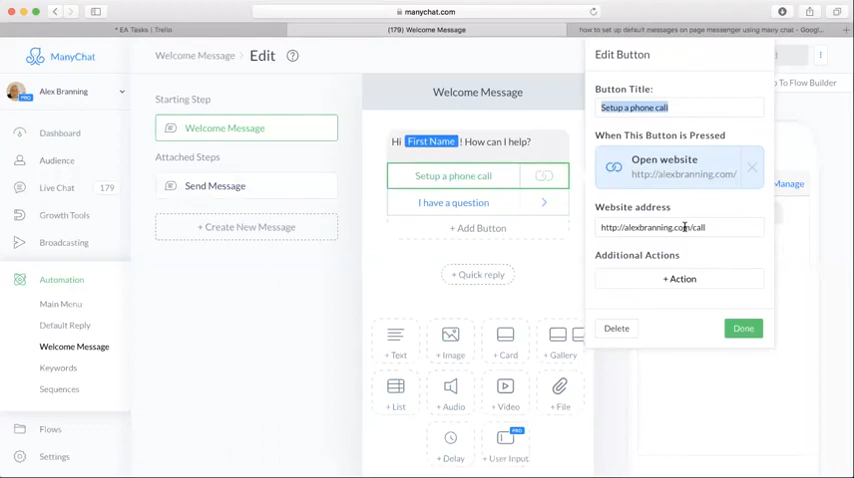 manychat.com
* EA Tasks | Trello
(179) Welcome Message
how to set up default messages on page messenger using many chat - Googl...
ManyChat
Welcome Message
Edit
?
Edit Button
p To Flow Builder
Alex Branning
PRO
Starting Step
Welcome Message
Button Title:
Welcome Message
Setup a phone call
Dashboard
Attached Steps
Hi First Name ! How can I help?
When This Button is Pressed
Audience
Send Message
Setup a phone call
Open website
http://alexbranning.com/
Live Chat
179
I have a question
Manage
Growth Tools
+ Create New Message
+ Add Button
Website address
http://alexbranning.com/call
Broadcasting
Additional Actions
Automation
+ Quick reply
+ Action
Main Menu
Default Reply
Delete
Done
Welcome Message
+ Text
+ Image
+ Card
+ Gallery
Keywords
Sequences
+ List
+ Audio
+ Video
+ File
Flows
PRO
Settings
+ Delay
+ User Input